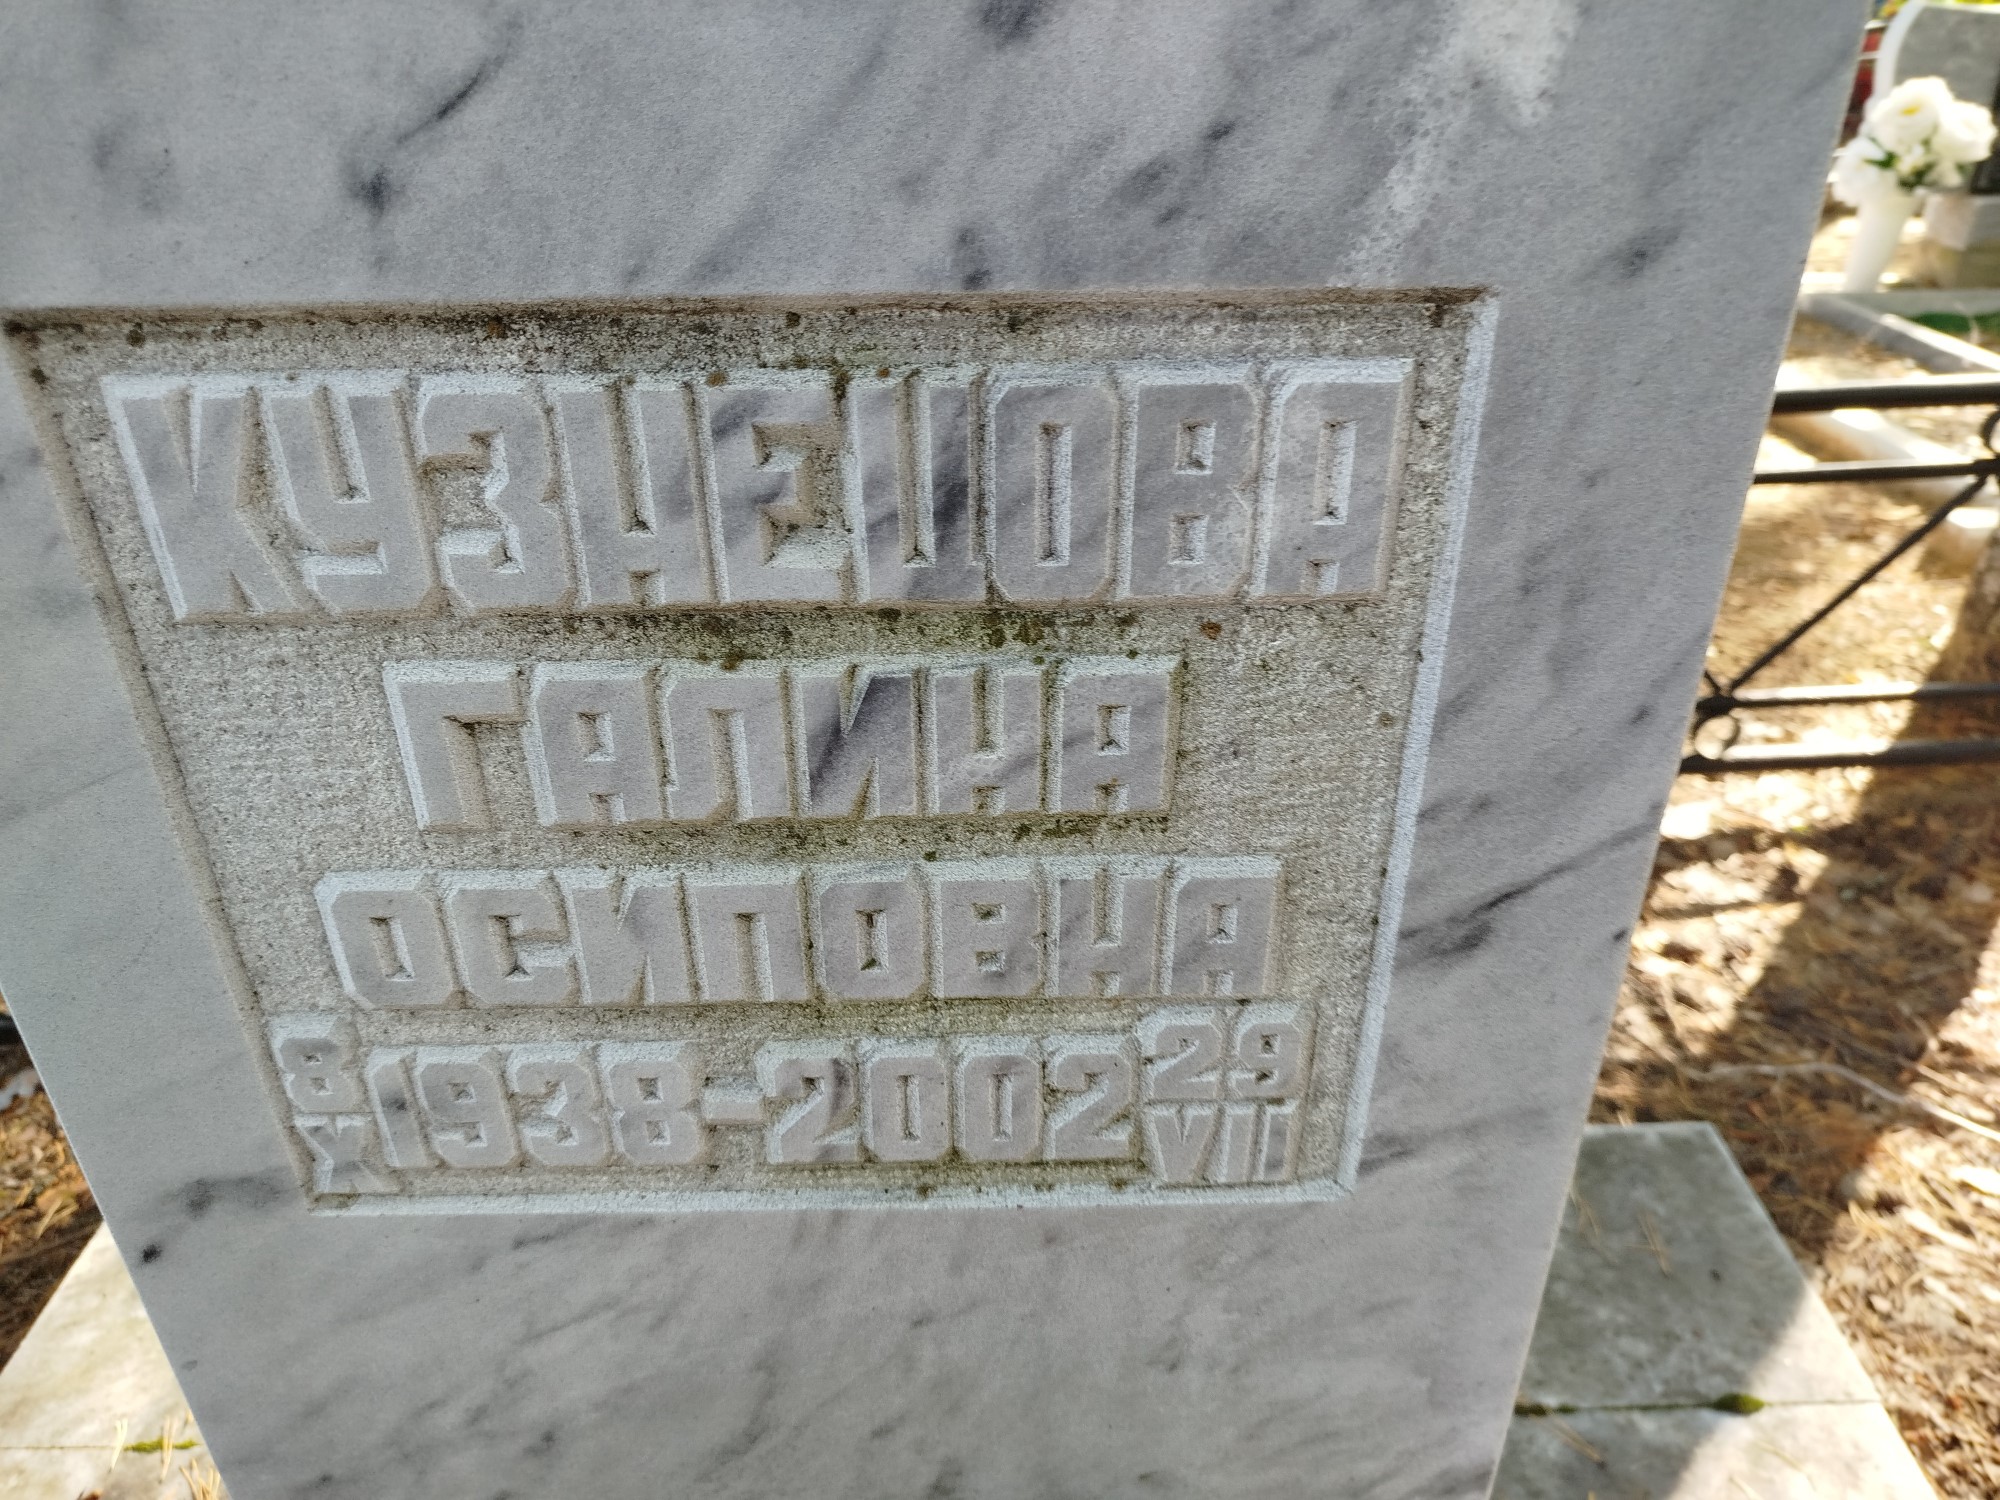 КУЗНЕЦОВА
ГАЛИНА
ОСИПОВНА
8 X 1938-2002 29 VII